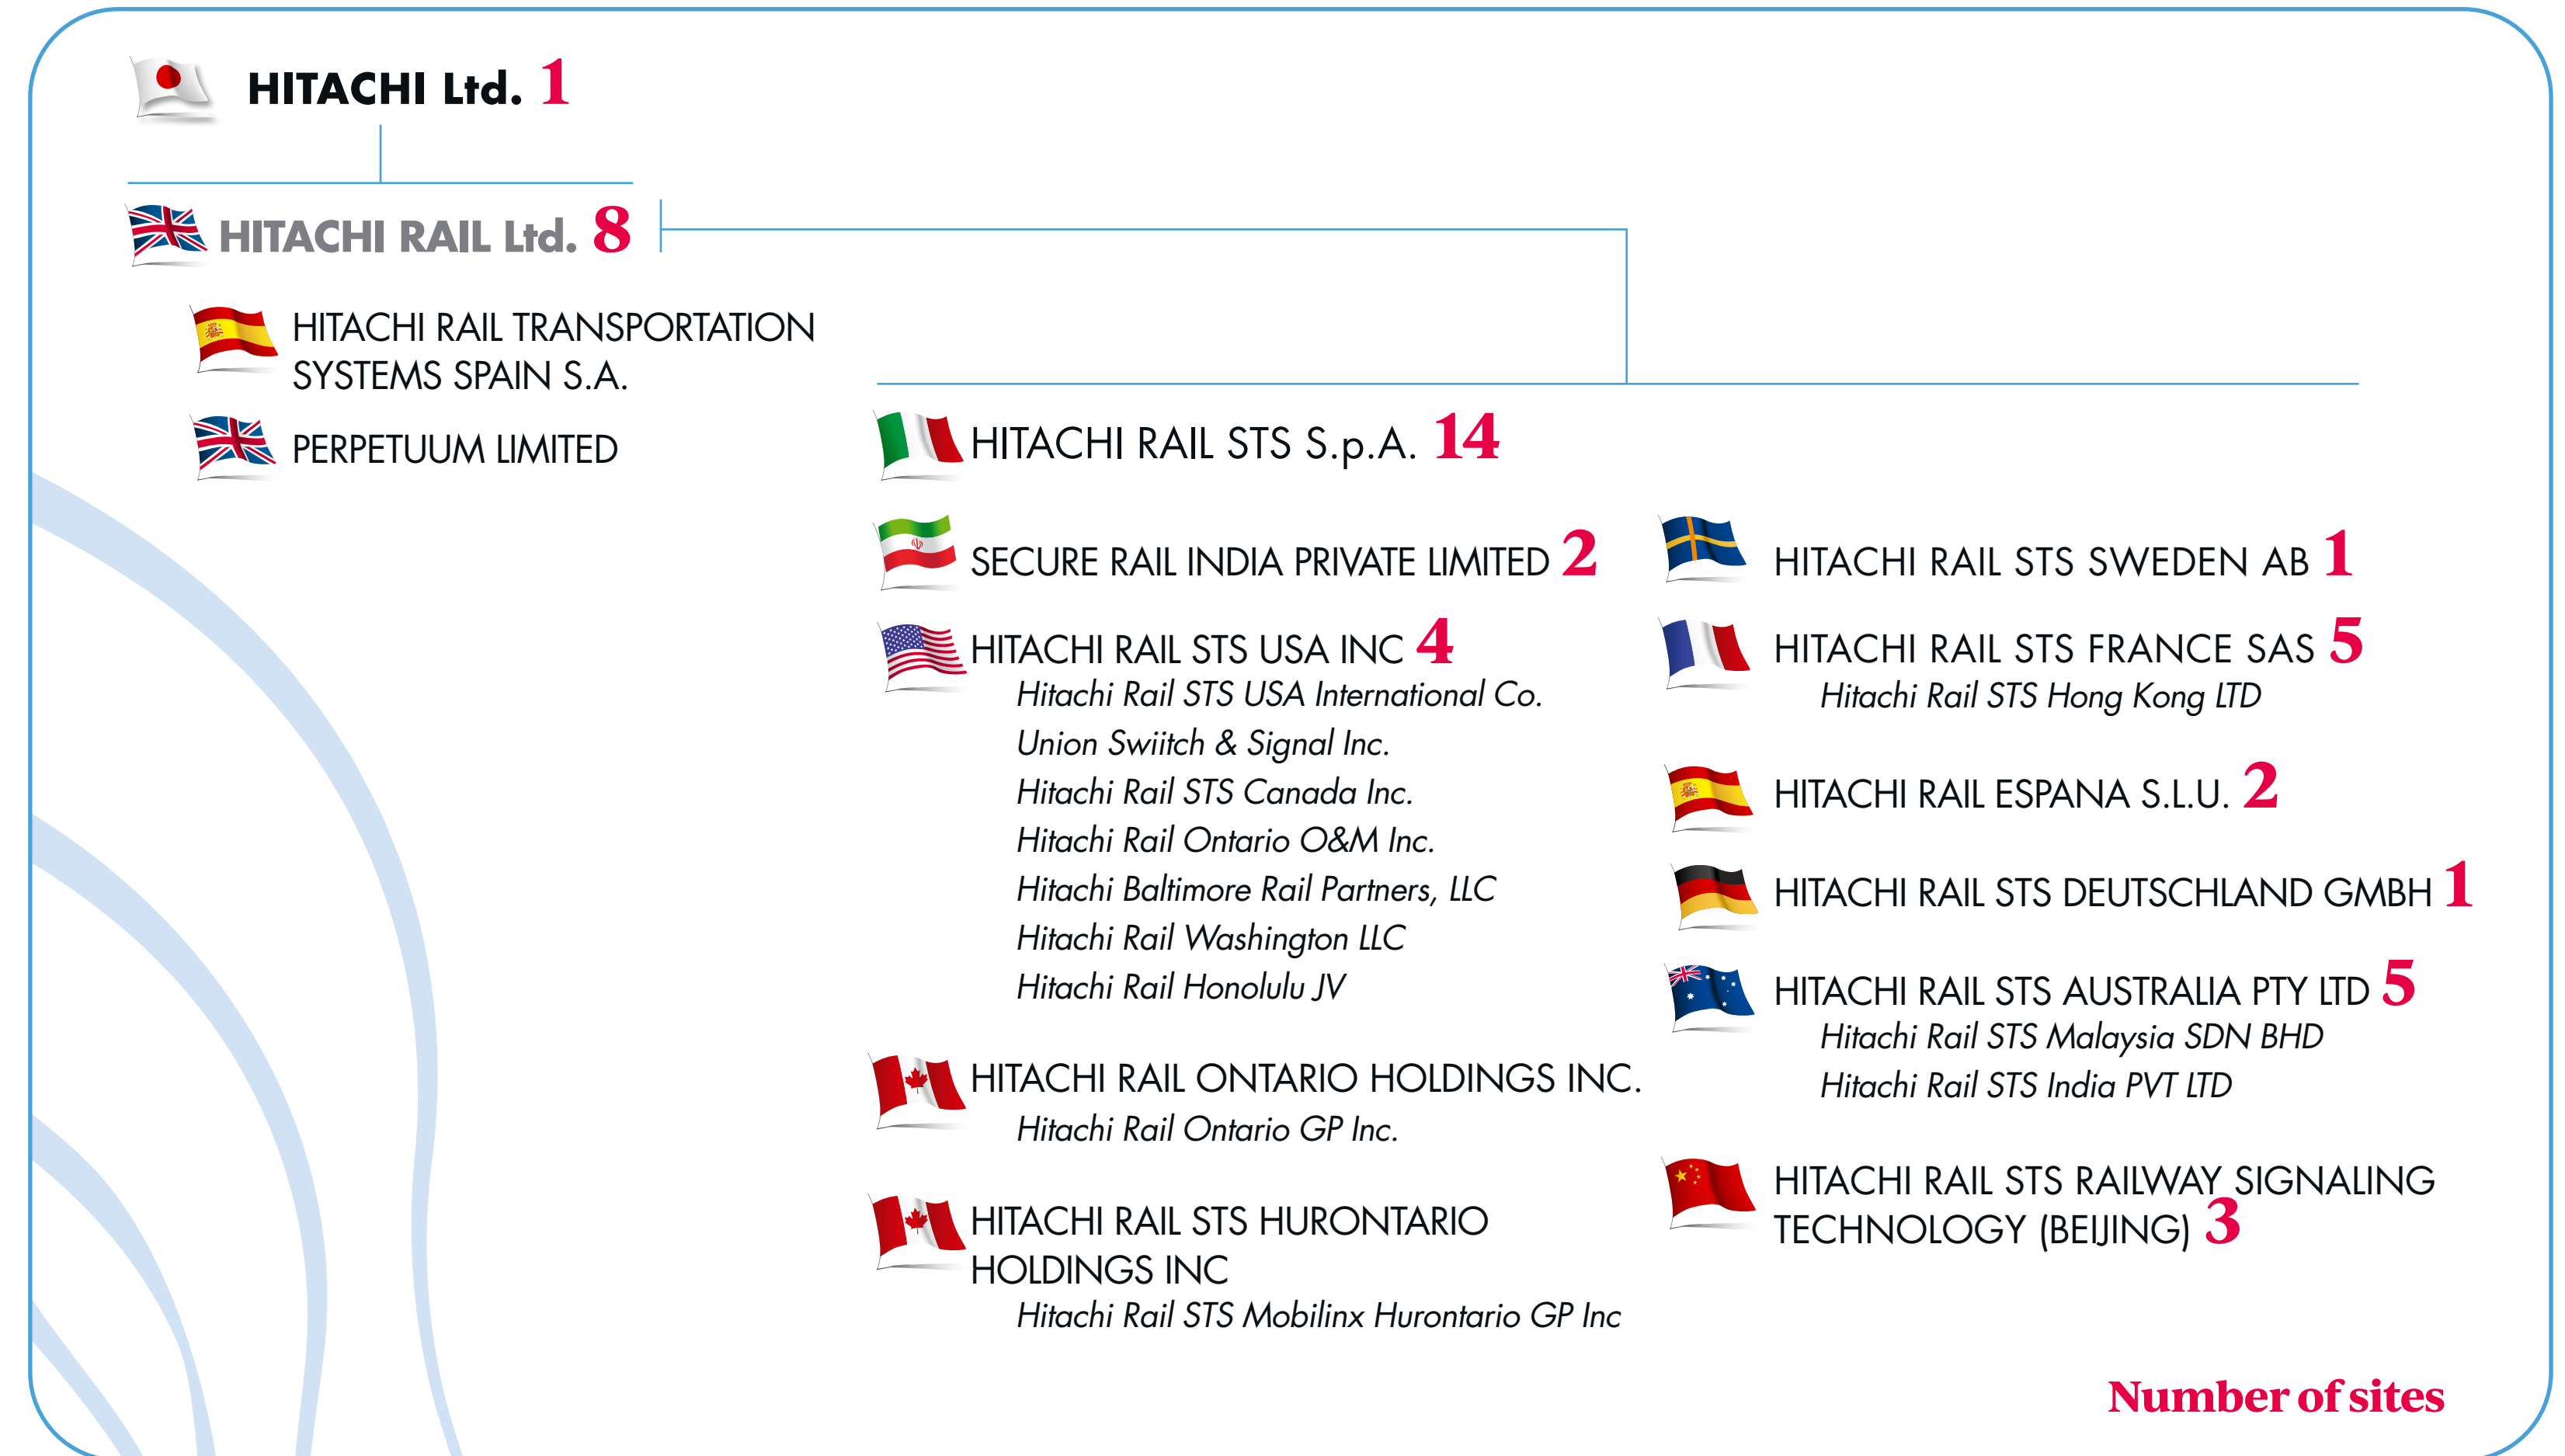 HITACHI Ltd. 1
HITACHI RAIL Ltd. 8
HITACHI RAIL TRANSPORTATION
SYSTEMS SPAIN S.A.
PERPETUUM LIMITED
HITACHI RAIL STS S.p.A. 14
SECURE RAIL INDIA PRIVATE LIMITED 2
HITACHI RAIL STS USA INC 4
Hitachi Rail STS USA International Co.
Union Swiitch & Signal Inc.
Hitachi Rail STS Canada Inc.
Hitachi Rail Ontario O&M Inc.
Hitachi Baltimore Rail Partners, LLC
Hitachi Rail Washington LLC
Hitachi Rail Honolulu JV
HITACHI RAIL ONTARIO HOLDINGS INC.
Hitachi Rail Ontario GP Inc.
HITACHI RAIL STS HURONTARIO
HOLDINGS INC
Hitachi Rail STS Mobilinx Hurontario GP Inc
HITACHI RAIL STS SWEDEN AB 1
HITACHI RAIL STS FRANCE SAS 5
Hitachi Rail STS Hong Kong LTD
HITACHI RAIL ESPANA S.L.U. 2
HITACHI RAIL STS DEUTSCHLAND GMBH 1
HITACHI RAIL STS AUSTRALIA PTY LTD 5
Hitachi Rail STS Malaysia SDN BHD
Hitachi Rail STS India PVT LTD
HITACHI RAIL STS RAILWAY SIGNALING
TECHNOLOGY (BEIJING) 3
Number of sites